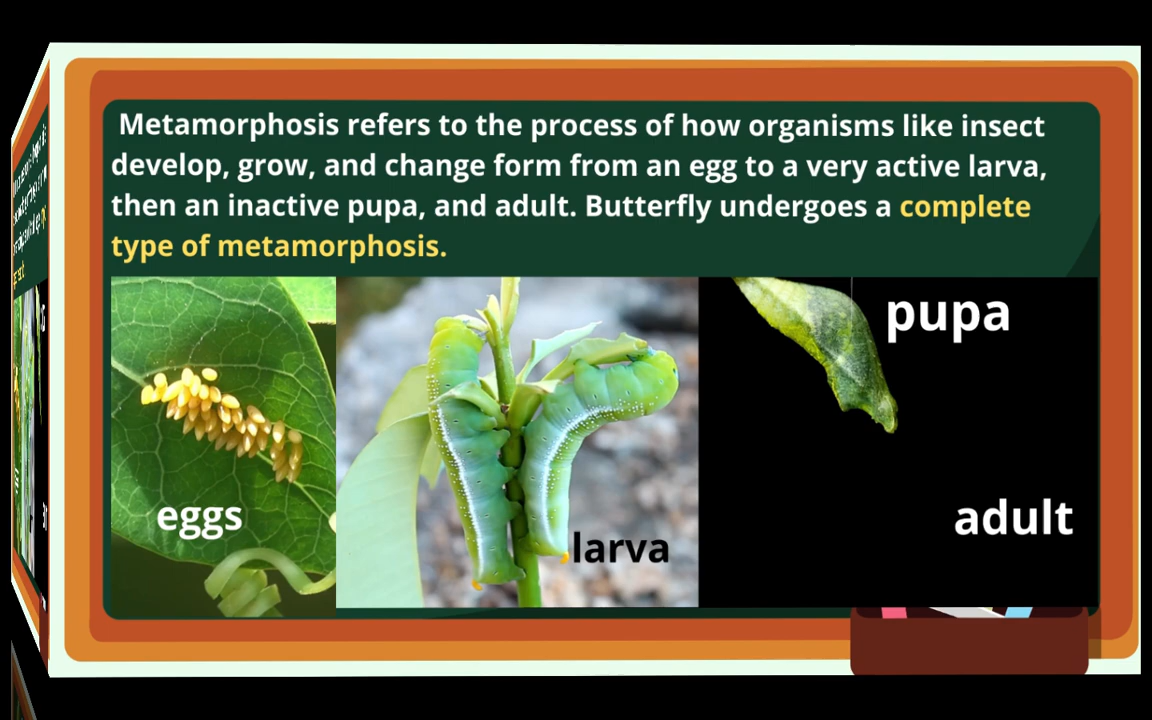 Metamorphosis refers to the process of how organisms like insect
develop, grow, and change form from an egg to a very active larva,
then an inactive pupa, and adult. Butterfly undergoes a complete
type of metamorphosis.
pupa
eggs
adult
larva